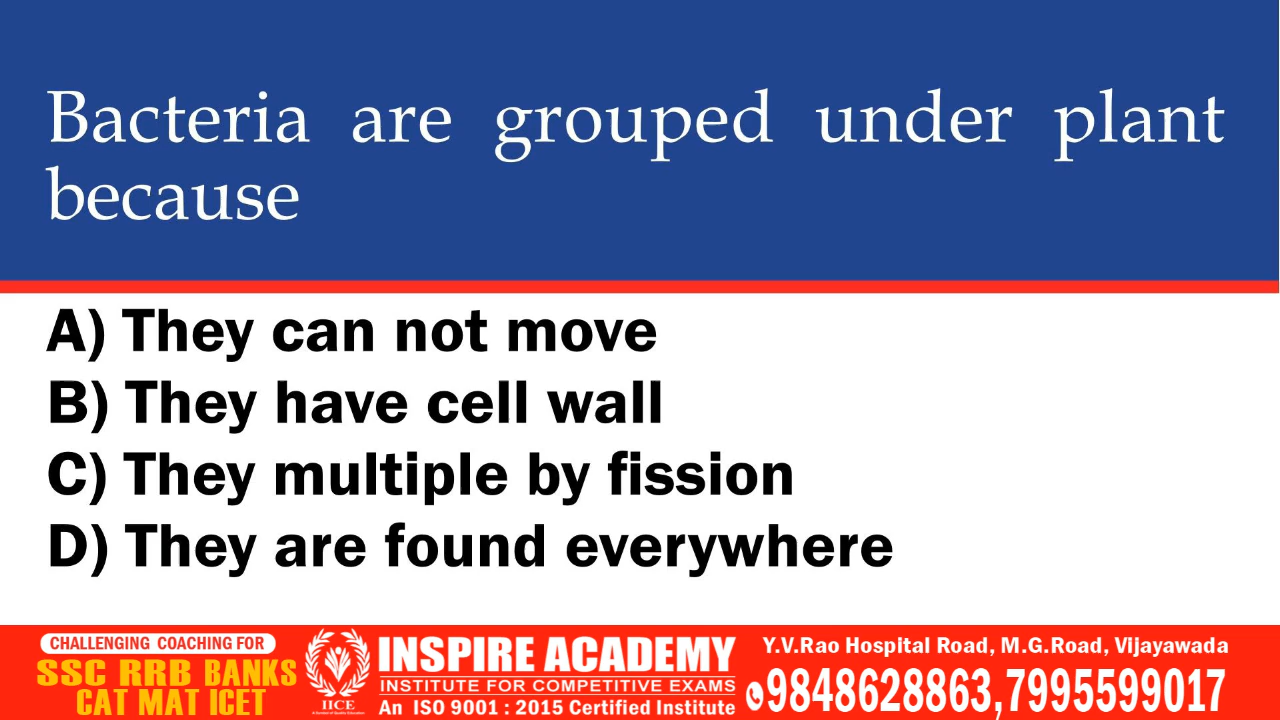 Bacteria are grouped under plant
because
A) They can not move
B) They have cell wall
C) They multiple by fission
D) They are found everywhere
CHALLENGING COACHING FOR
SSC RRB BANKS
CAT MAT ICET
IICE
INSPIRE ACADEMY
INSTITUTE FOR COMPETITIVE EXAMS
An ISO 9001 : 2015 Certified Institute
Y.V.Rao Hospital Road, M.G.Road, Vijayawada
9848628863,7995599017